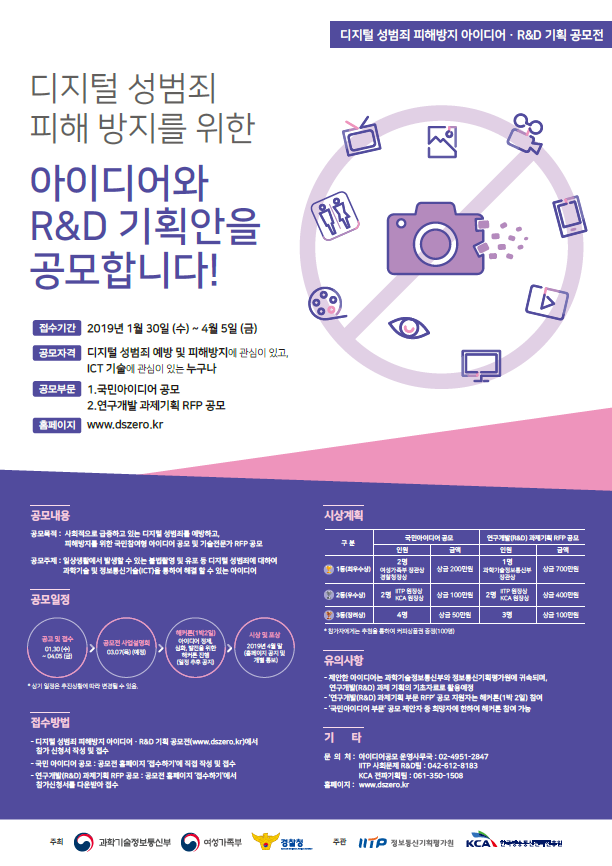 디지털 성범죄 피해방지 아이디어 · R&D 기획 공모전
디지털 성범죄
피해 방지를 위한
아이디어와
R&D 기획안을
공모합니다!
접수기간 2019년 1월 30일 (수) ~ 4월 5일 (금)
공모자격 디지털 성범죄 예방 및 피해방지에 관심이 있고,
ICT 기술에 관심이 있는 누구나
공모부문 1.국민아이디어 공모
2.연구개발 과제기획 RFP 공모
홈페이지 www.dszero.kr
공모내용
공모목적 : 사회적으로 급증하고 있는 디지털 성범죄를 예방하고,
피해방지를 위한 국민참여형 아이디어 공모 및 기술전문가 RFP 공모
공모주제 : 일상생활에서 발생할 수 있는 불법촬영 및 유포 등 디지털 성범죄에 대하여
과학기술 및 정보통신기술(ICT)을 통하여 해결 할 수 있는 아이디어
공모일정
공고 및 접수
01.30 (수)
~ 04.05 (금)
공모전 사업설명회
03.07(목) (예정)
해커톤(1박2일)
아이디어 정제,
심화, 발전을 위한
해커톤 진행
(일정 추후 공지)
시상 및 포상
2019년 4월 말
(홈페이지 공지 및
개별 통보)
* 상기 일정은 추진상황에 따라 변경될 수 있음.
접수방법
- 디지털 성범죄 피해방지 아이디어 · R&D 기획 공모전(www.dszero.kr)에서
참가 신청서 작성 및 접수
- 국민 아이디어 공모 : 공모전 홈페이지 '접수하기'에 직접 작성 및 접수
- 연구개발(R&D) 과제기획 RFP 공모 : 공모전 홈페이지 '접수하기'에서
참가신청서를 다운받아 접수
시상계획
구 분 국민아이디어 공모 연구개발(R&D) 과제기획 RFP 공모
인원 금액 인원 금액
1등(최우수상) 2명 여성가족부 장관상 경찰청장상 상금 200만원 1명 과학기술정보통신부 장관상 상금 700만원
2등(우수상) 2명 IITP 원장상 KCA 원장상 상금 100만원 2명 IITP 원장상 KCA 원장상 상금 400만원
3등(장려상) 4명 상금 50만원 3명 상금 100만원
* 참가자에게는 추첨을 통하여 커피상품권 증정(100명)
유의사항
- 제안한 아이디어는 과학기술정보통신부와 정보통신기획평가원에 귀속되며,
연구개발(R&D) 과제 기획의 기초자료로 활용예정
- '연구개발(R&D) 과제기획 부문 RFP' 공모 지원자는 해커톤(1박 2일) 참여
- '국민아이디어 부문' 공모 제안자 중 희망자에 한하여 해커톤 참여 가능
기 타
문 의 처 : 아이디어공모 운영사무국 : 02-4951-2847
IITP 사회문제 R&D팀 : 042-612-8183
KCA 전파기획팀 : 061-350-1508
홈페이지 : www.dszero.kr
주최 과학기술정보통신부 여성가족부 경찰청 주관 IITP 정보통신기획평가원 KCA 한국방송통신전파진흥원